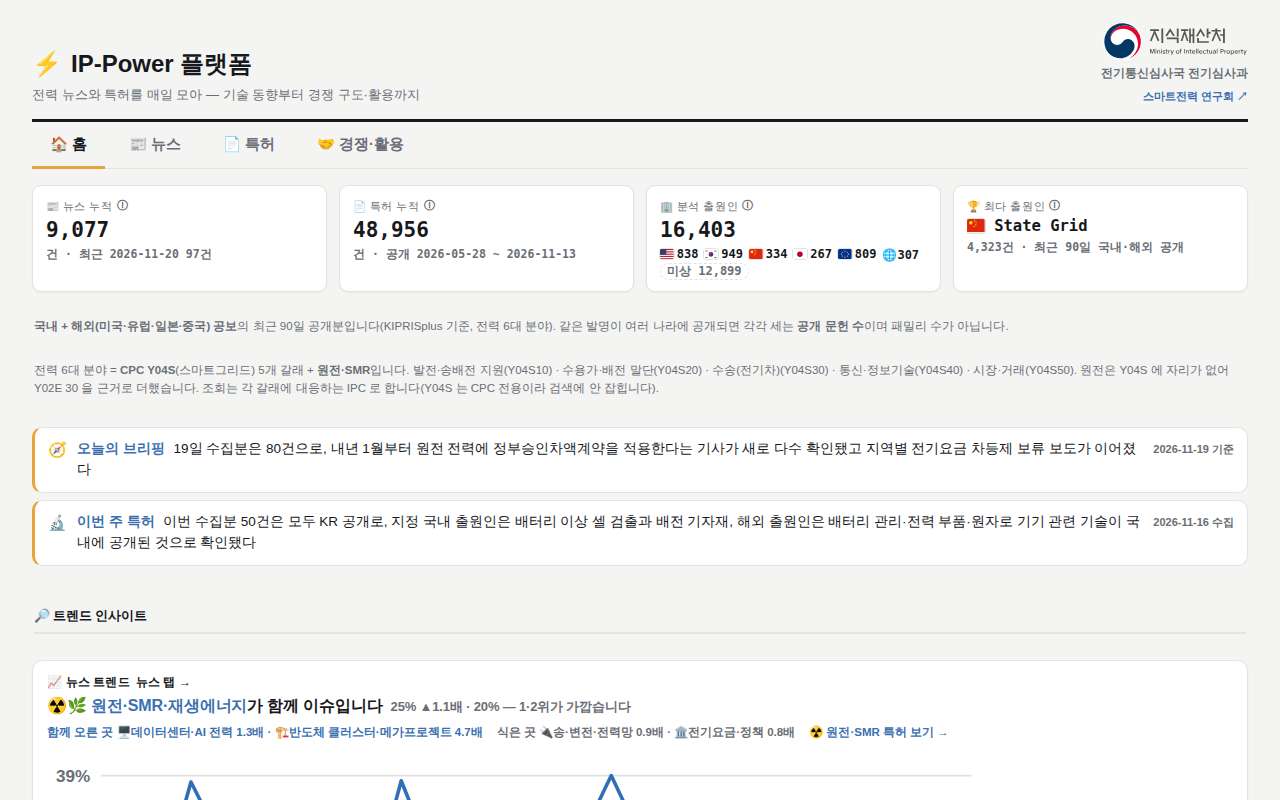 ⚡ IP-Power 플랫폼
전력 뉴스와 특허를 매일 모아 — 기술 동향부터 경쟁 구도·활용까지
지식재산처
Ministry of Intellectual Property
전기통신심사국 전기심사과
스마트전력 연구회 ↗
🏠 홈 📰 뉴스 📄 특허 🤝 경쟁·활용
📰 뉴스 누적 ⓘ
9,077
건 · 최근 2026-11-20 97건
📄 특허 누적 ⓘ
48,956
건 · 공개 2026-05-28 ~ 2026-11-13
🏢 분석 출원인 ⓘ
16,403
🇺🇸 838 🇰🇷 949 🇨🇳 334 🇯🇵 267 🇪🇺 809 🌐 307
미상 12,899
🏆 최다 출원인 ⓘ
🇨🇳 State Grid
4,323건 · 최근 90일 국내·해외 공개
국내 + 해외(미국·유럽·일본·중국) 공보의 최근 90일 공개분입니다(KIPRISplus 기준, 전력 6대 분야). 같은 발명이 여러 나라에 공개되면 각각 세는 공개 문헌 수이며 패밀리 수가 아닙니다.
전력 6대 분야 = CPC Y04S(스마트그리드) 5개 갈래 + 원전·SMR입니다. 발전·송배전 지원(Y04S10) · 수용가·배전 말단(Y04S20) · 수송(전기차)(Y04S30) · 통신·정보기술(Y04S40) · 시장·거래(Y04S50). 원전은 Y04S 에 자리가 없어
Y02E 30 을 근거로 더했습니다. 조회는 각 갈래에 대응하는 IPC 로 합니다(Y04S 는 CPC 전용이라 검색에 안 잡힙니다).
🧭 오늘의 브리핑 19일 수집분은 80건으로, 내년 1월부터 원전 전력에 정부승인차액계약을 적용한다는 기사가 새로 다수 확인됐고 지역별 전기요금 차등제 보류 보도가 이어졌 2026-11-19 기준
다
🔬 이번 주 특허 이번 수집분 50건은 모두 KR 공개로, 지정 국내 출원인은 배터리 이상 셀 검출과 배전 기자재, 해외 출원인은 배터리 관리·전력 부품·원자로 기기 관련 기술이 국 2026-11-16 수집
내에 공개된 것으로 확인됐다
🔎 트렌드 인사이트
📈 뉴스 트렌드 뉴스 탭 →
☢️🌿 원전·SMR·재생에너지가 함께 이슈입니다 25% ▲1.1배 · 20% — 1·2위가 가깝습니다
함께 오른 곳 🖥️데이터센터·AI 전력 1.3배 · 🏗️반도체 클러스터·메가프로젝트 4.7배 식은 곳 🔌송·변전·전력망 0.9배 · 🏛️전기요금·정책 0.8배 ☢️ 원전·SMR 특허 보기 →
39%